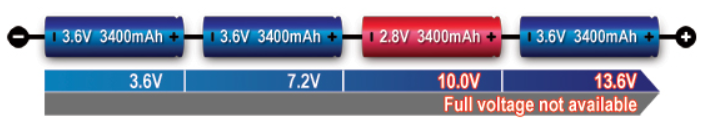 3.6V 3400mAh + 3.6V 3400mAh + 2.8V 3400mAh + 3.6V 3400mAh +
3.6V 7.2V 10.0V 13.6V
Full voltage not available